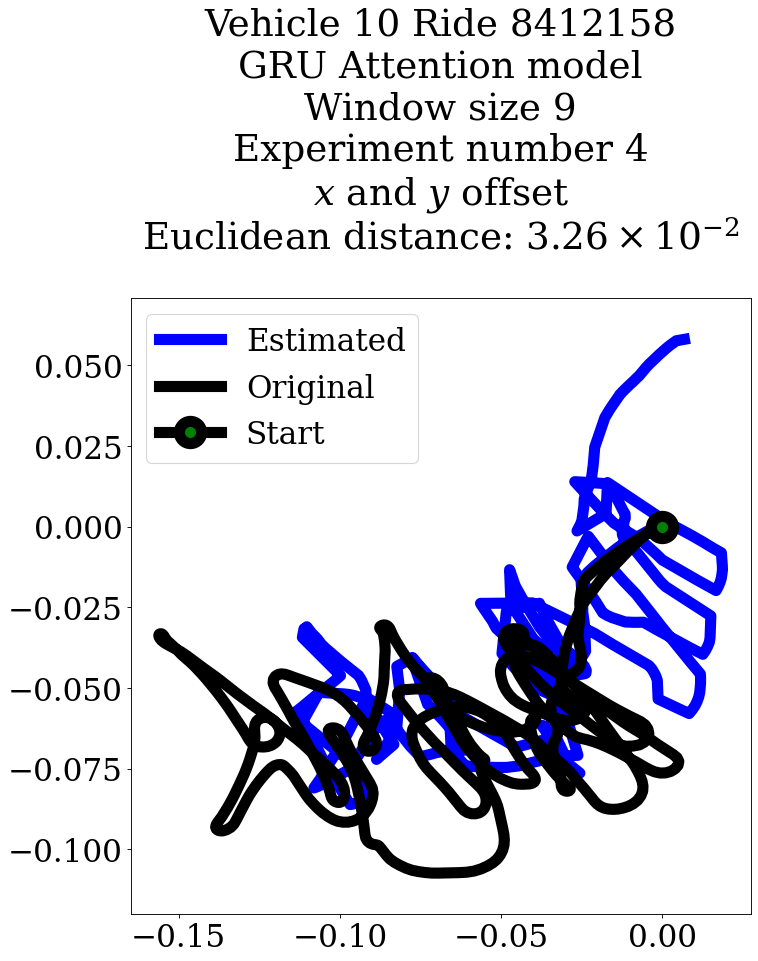 Vehicle 10 Ride 8412158
GRU Attention model
Window size 9
Experiment number 4
x and y offset
Euclidean distance: 3.26 × 10⁻²
Estimated
Original
Start
0.050
0.025
0.000
−0.025
−0.050
−0.075
−0.100
−0.15 −0.10 −0.05 0.00